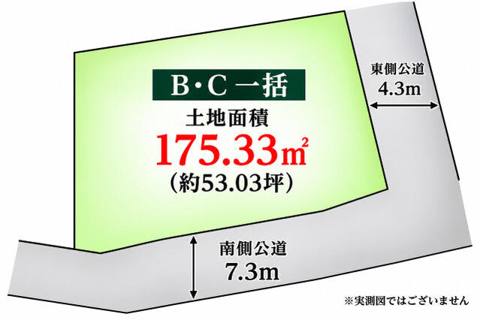 B・C 一括
土地面積
175.33㎡
(約53.03坪)
東側公道
4.3m
南側公道
7.3m
※実測図ではございません